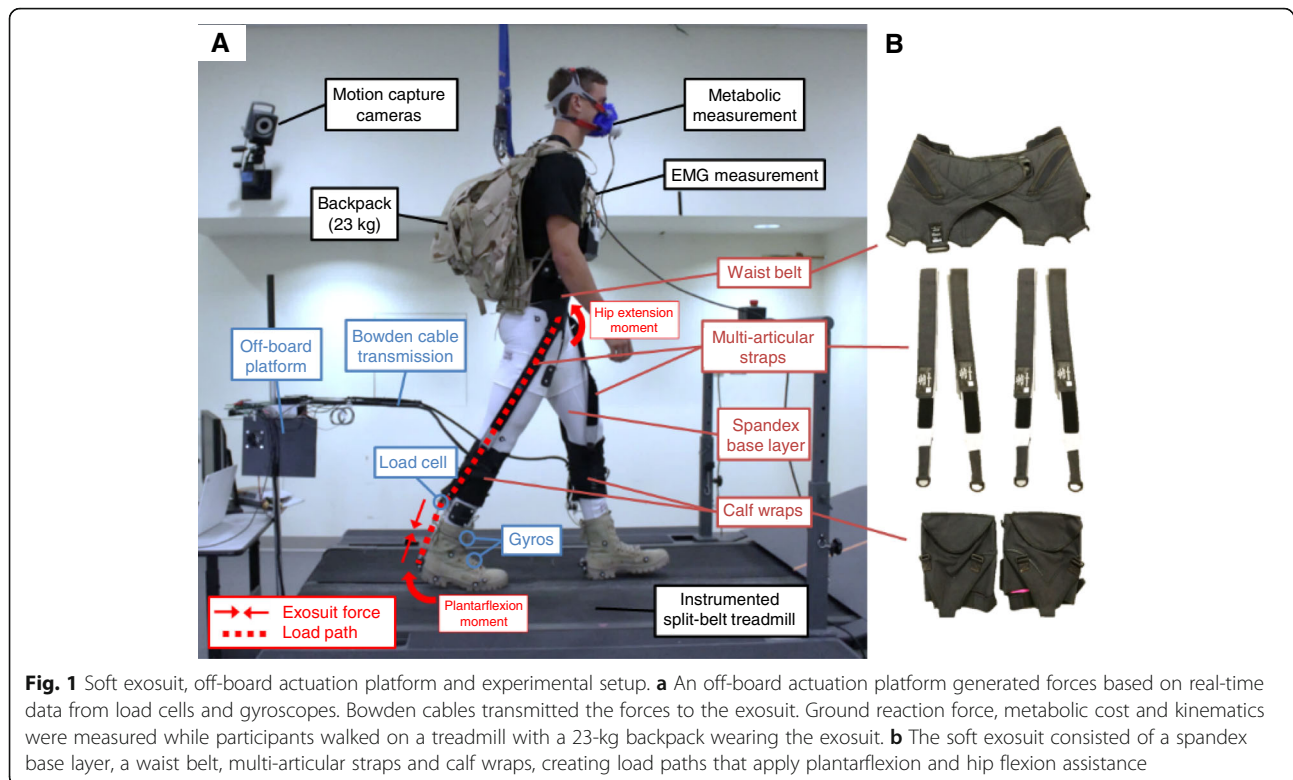 A
B
Motion capture
cameras
Metabolic
measurement
EMG measurement
Backpack
(23 kg)
Waist belt
Hip extension
moment
Bowden cable
transmission
Off-board
platform
Multi-articular
straps
Spandex
base layer
Load cell
Calf wraps
Gyros
Exosuit force
Load path
Plantarflexion
moment
Instrumented
split-belt treadmill
Fig. 1 Soft exosuit, off-board actuation platform and experimental setup. a An off-board actuation platform generated forces based on real-time
data from load cells and gyroscopes. Bowden cables transmitted the forces to the exosuit. Ground reaction force, metabolic cost and kinematics
were measured while participants walked on a treadmill with a 23-kg backpack wearing the exosuit. b The soft exosuit consisted of a spandex
base layer, a waist belt, multi-articular straps and calf wraps, creating load paths that apply plantarflexion and hip flexion assistance